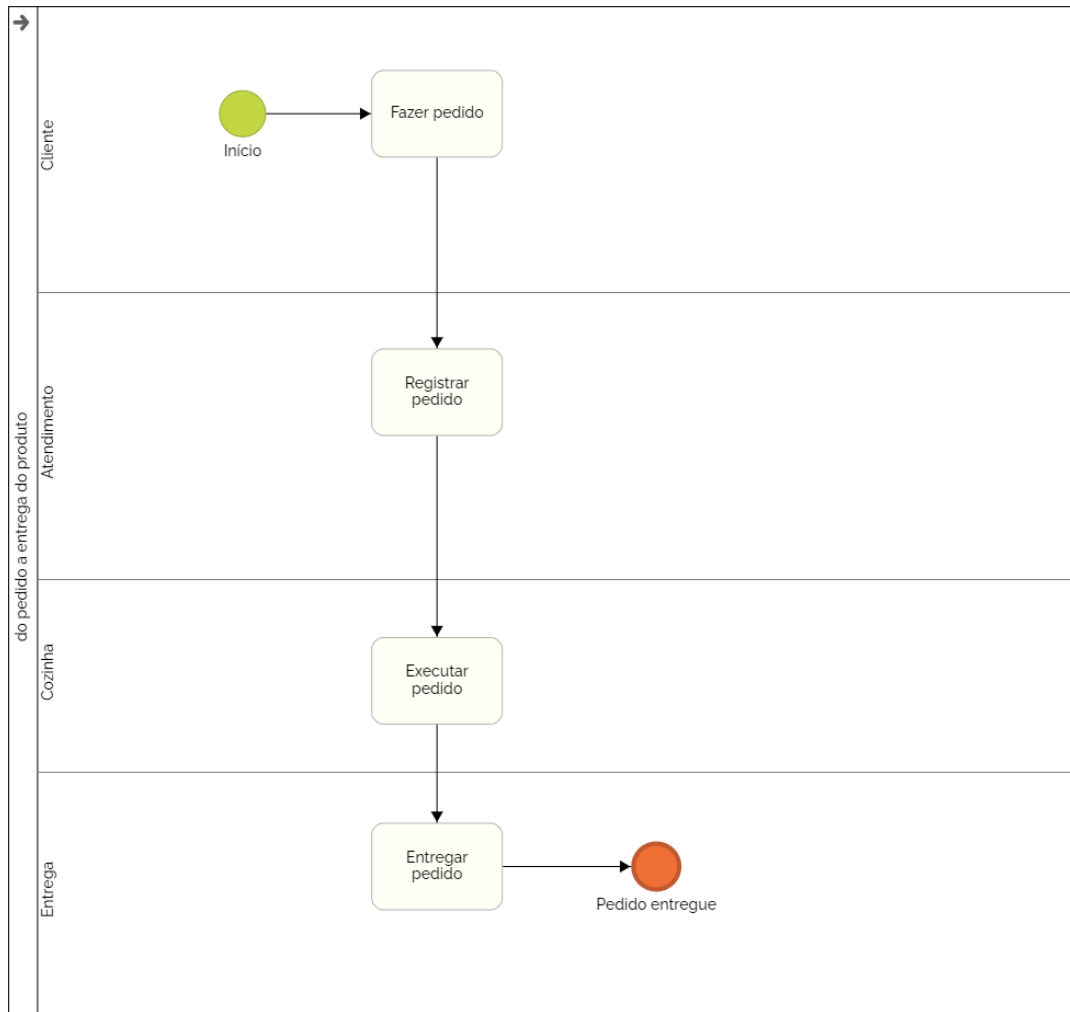 do pedido a entrega do produto
Cliente
Início
Fazer pedido
Atendimento
Registrar
pedido
Cozinha
Executar
pedido
Entrega
Entregar
pedido
Pedido entregue